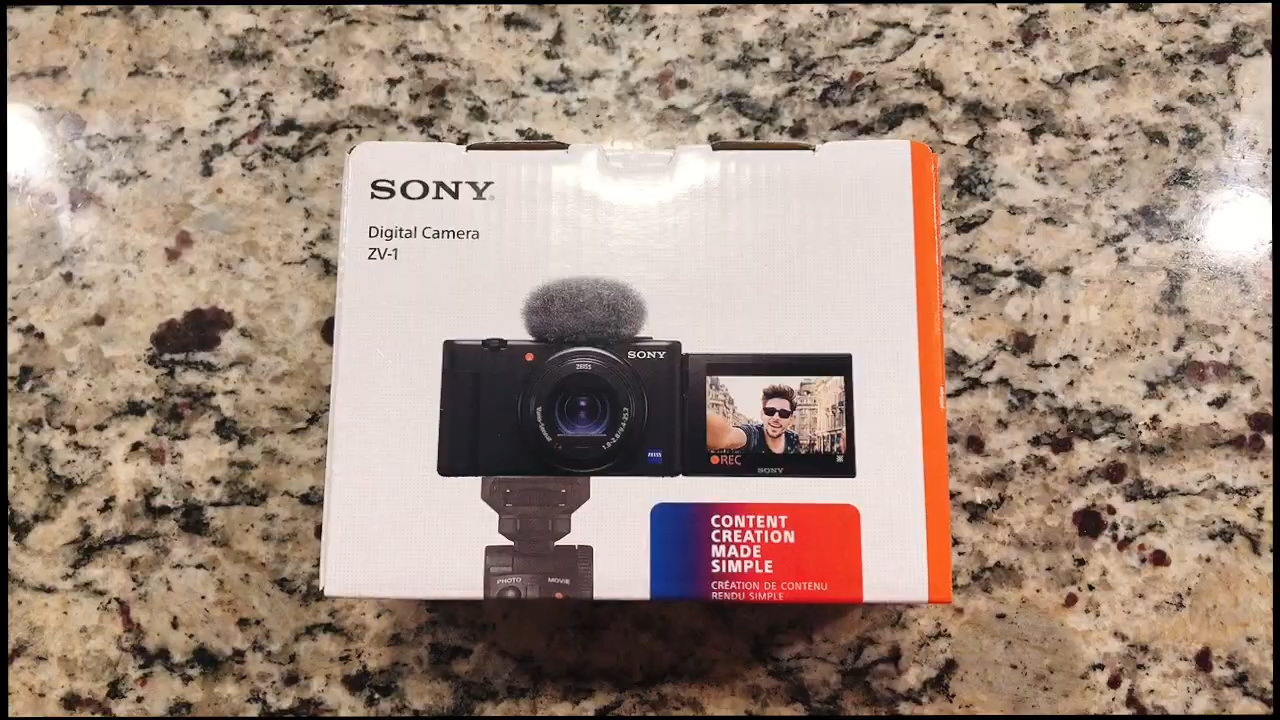 SONY
Digital Camera
ZV-1
SONY
ZEISS
ZEISS
REC
SONY
CONTENT
CREATION
MADE
SIMPLE
CRÉATION DE CONTENU
RENDU SIMPLE
PHOTO MOVIE